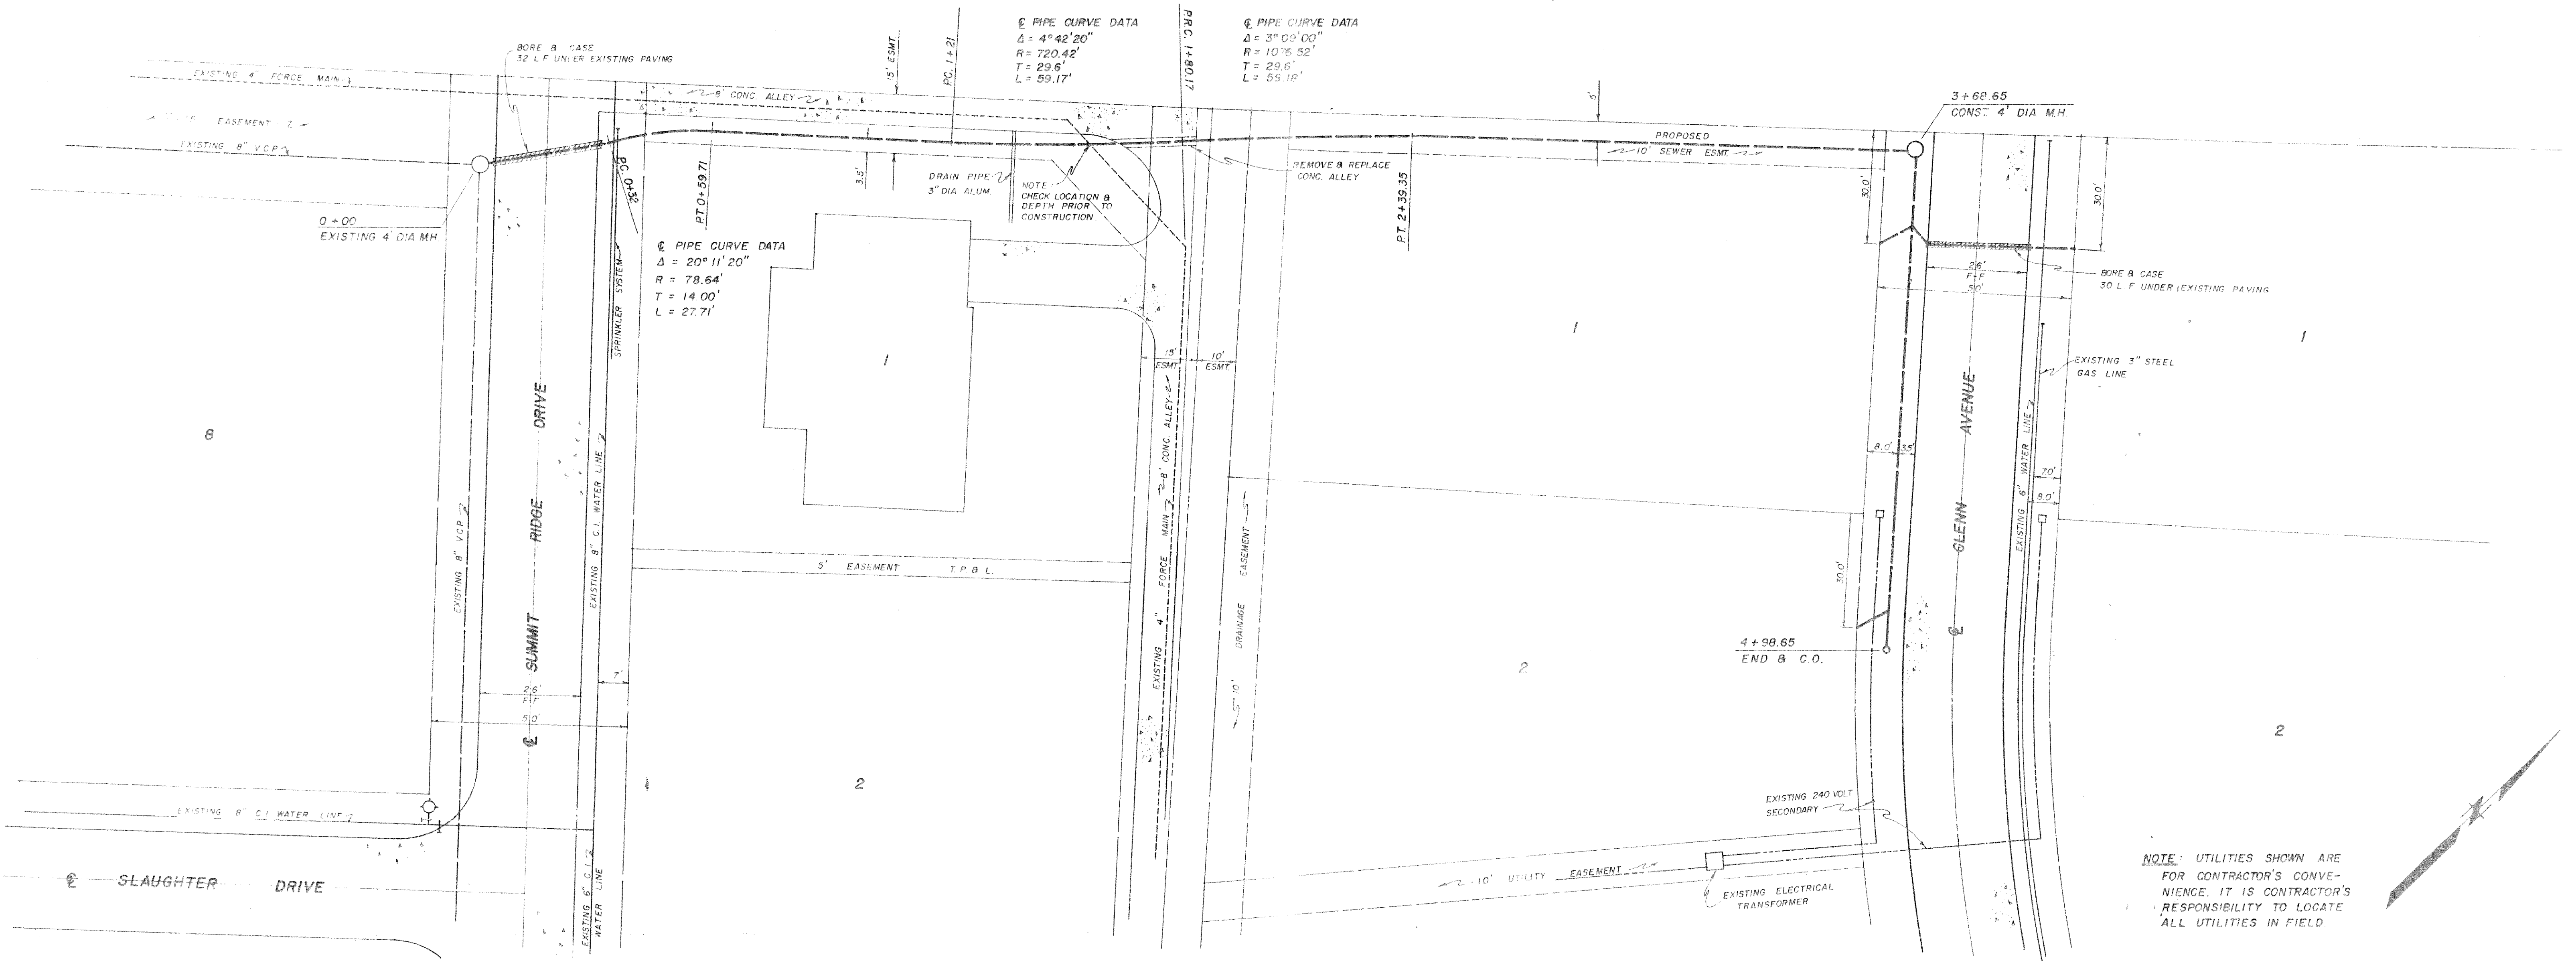 BORE & CASE
32 L.F. UNDER EXISTING PAVING
EXISTING 4" FORCE MAIN
EASEMENT
EXISTING 8" V.C.P.
0+00
EXISTING 4' DIA. M.H.
8' CONC. ALLEY
15' ESMT
P.C. 1+21
℄ PIPE CURVE DATA
Δ = 4°42'20"
R = 720.42'
T = 29.6'
L = 59.17'
P.R.C. 1+80.17
℄ PIPE CURVE DATA
Δ = 3°09'00"
R = 1076.52'
T = 29.6'
L = 59.18'
5'
3+68.65
CONST. 4' DIA. M.H.
PROPOSED
10' SEWER ESMT.
P.C. 0+32
P.T. 0+59.71
3.5'
DRAIN PIPE
3" DIA ALUM.
NOTE:
CHECK LOCATION &
DEPTH PRIOR TO
CONSTRUCTION.
REMOVE & REPLACE
CONC. ALLEY
P.T. 2+39.35
30.0'
30.0'
℄ PIPE CURVE DATA
Δ = 20°11'20"
R = 78.64'
T = 14.00'
L = 27.71'
SPRINKLER SYSTEM
26'
F-F
50'
BORE & CASE
30 L.F. UNDER EXISTING PAVING
1
1
1
15'
ESMT.
10'
ESMT.
EXISTING 3" STEEL
GAS LINE
8
℄ SUMMIT RIDGE DRIVE
EXISTING 8" V.C.P.
EXISTING 8" C.I. WATER LINE
8' CONC. ALLEY
EXISTING 4" FORCE MAIN
10' DRAINAGE EASEMENT
8.0'
3.5'
℄ GLENN AVENUE
EXISTING 6" WATER LINE
7.0'
8.0'
5' EASEMENT T.P. & L.
30.0'
4+98.65
END & C.O.
2
2
2
7'
26'
F-F
50'
EXISTING 8" C.I. WATER LINE
℄ SLAUGHTER DRIVE
EXISTING 6" C.I.
WATER LINE
EXISTING 240 VOLT
SECONDARY
10' UTILITY EASEMENT
EXISTING ELECTRICAL
TRANSFORMER
NOTE: UTILITIES SHOWN ARE
FOR CONTRACTOR'S CONVE-
NIENCE. IT IS CONTRACTOR'S
RESPONSIBILITY TO LOCATE
ALL UTILITIES IN FIELD.